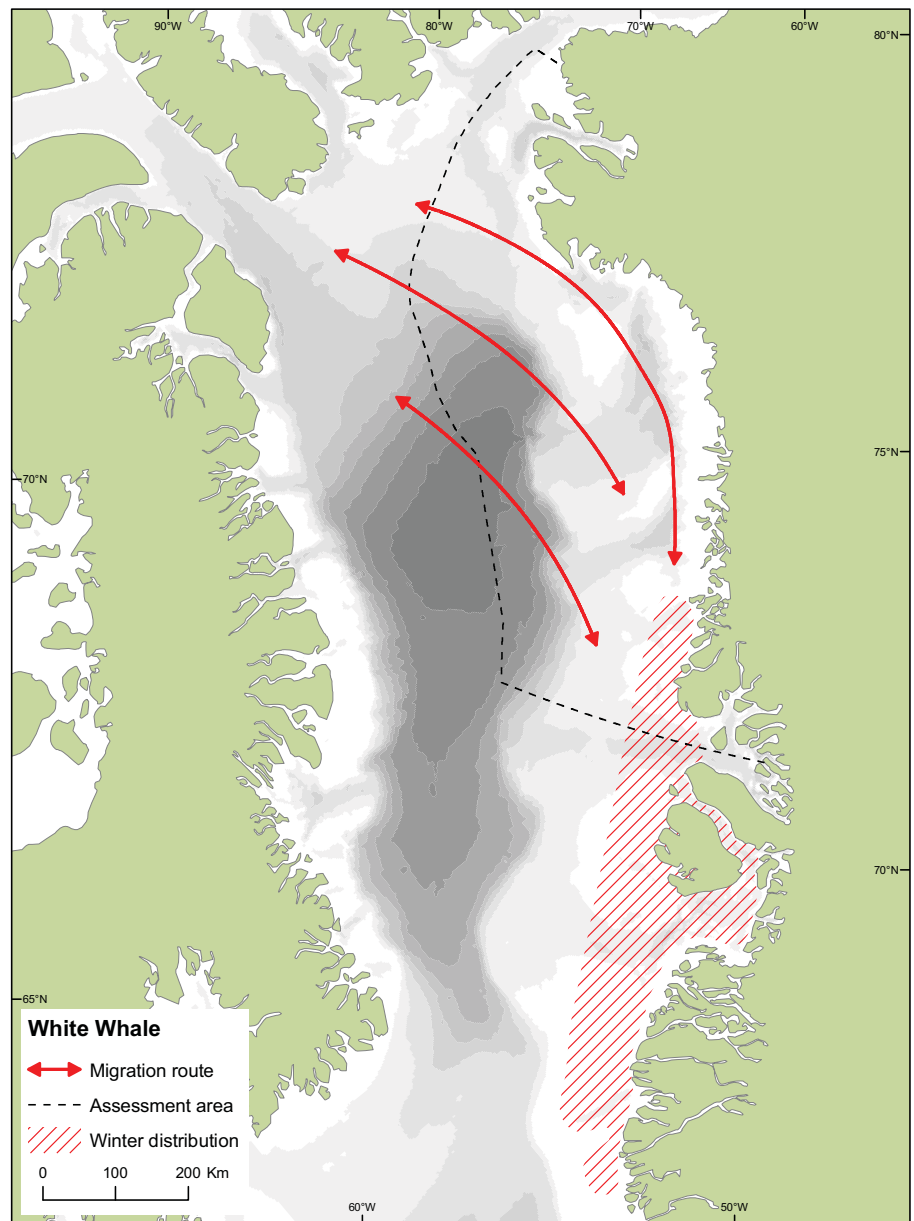 90°W 80°W 70°W 60°W
80°N
75°N
70°N
70°N
65°N
White Whale
Migration route
Assessment area
Winter distribution
0 100 200 Km
60°W 50°W